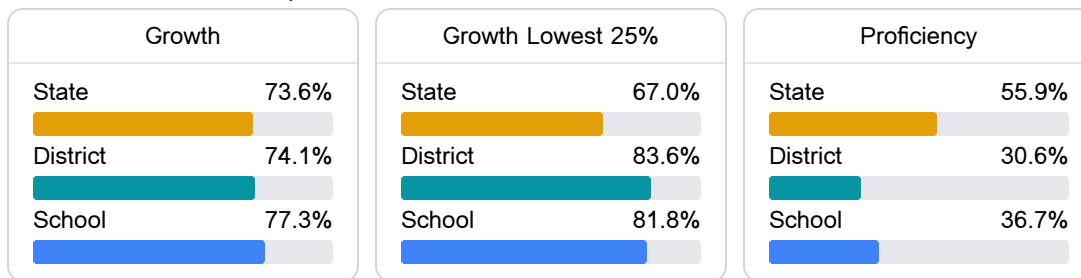 Growth
State 73.6%
District 74.1%
School 77.3%
Growth Lowest 25%
State 67.0%
District 83.6%
School 81.8%
Proficiency
State 55.9%
District 30.6%
School 36.7%